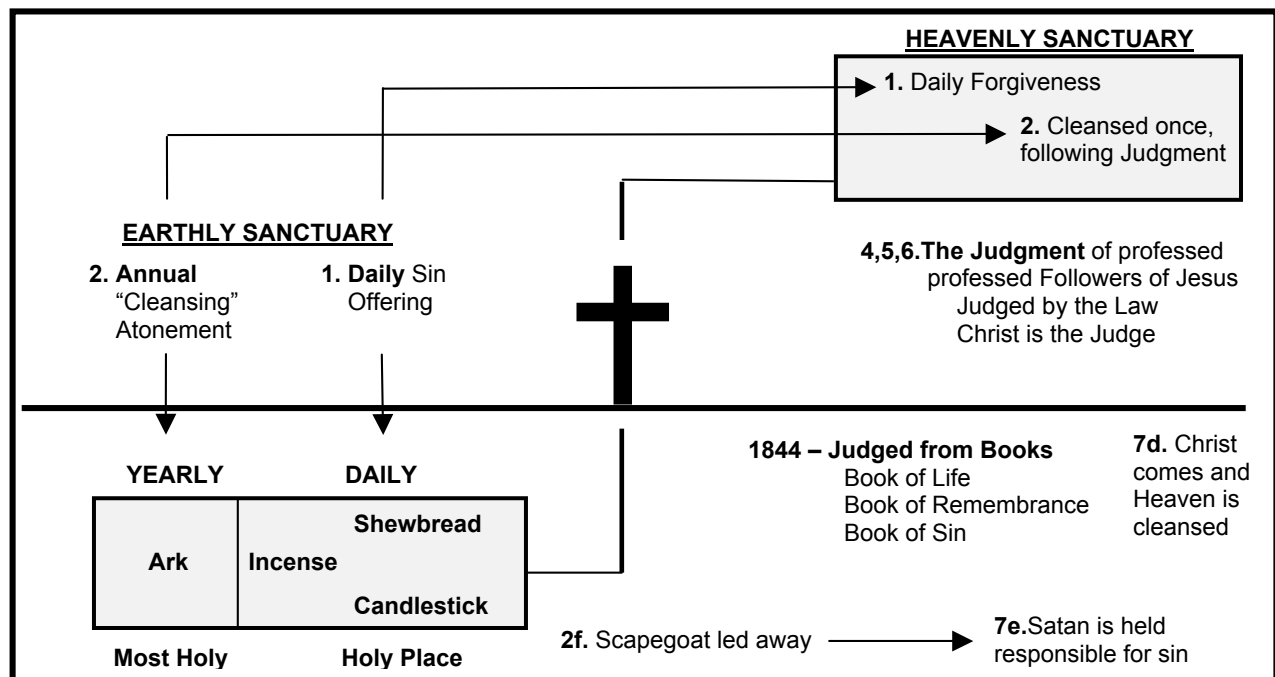 HEAVENLY SANCTUARY
1. Daily Forgiveness
2. Cleansed once,
following Judgment
EARTHLY SANCTUARY
2. Annual
“Cleansing”
Atonement
1. Daily Sin
Offering
4,5,6.The Judgment of professed
professed Followers of Jesus
Judged by the Law
Christ is the Judge
YEARLY
DAILY
Ark
Incense
Shewbread
Candlestick
Most Holy
Holy Place
1844 – Judged from Books
Book of Life
Book of Remembrance
Book of Sin
7d. Christ
comes and
Heaven is
cleansed
2f. Scapegoat led away
7e.Satan is held
responsible for sin